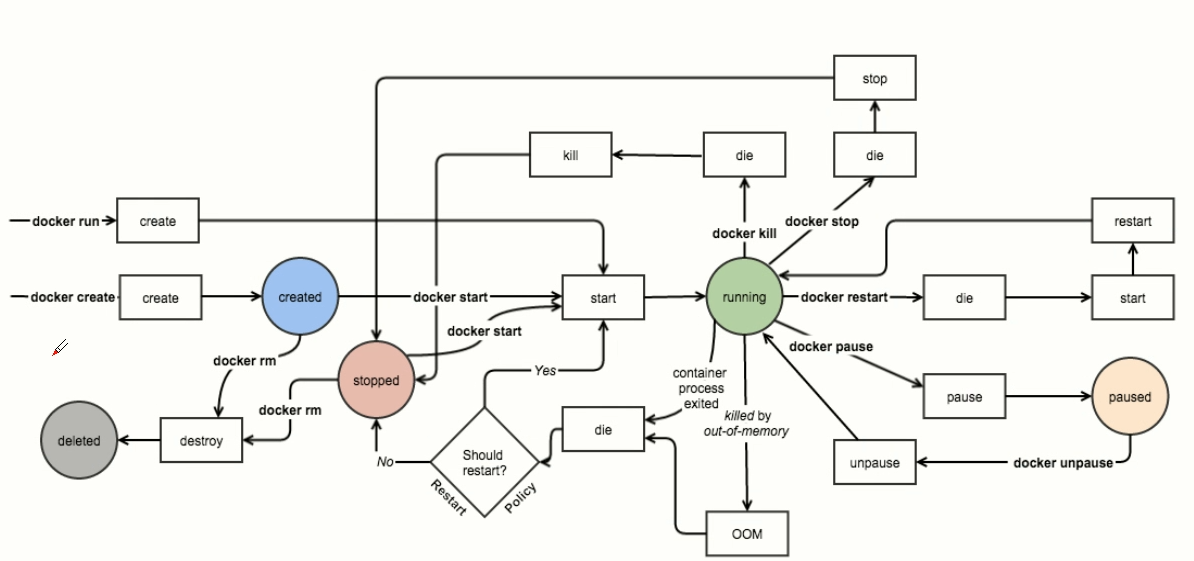 stop
kill
die
die
docker run
create
docker kill
docker stop
restart
docker create
create
created
docker start
start
running
docker restart
die
start
docker start
docker rm
stopped
Yes
docker pause
container
process
exited
pause
paused
docker rm
deleted
destroy
die
killed by
out-of-memory
No
Should
restart?
Restart
Policy
unpause
docker unpause
OOM